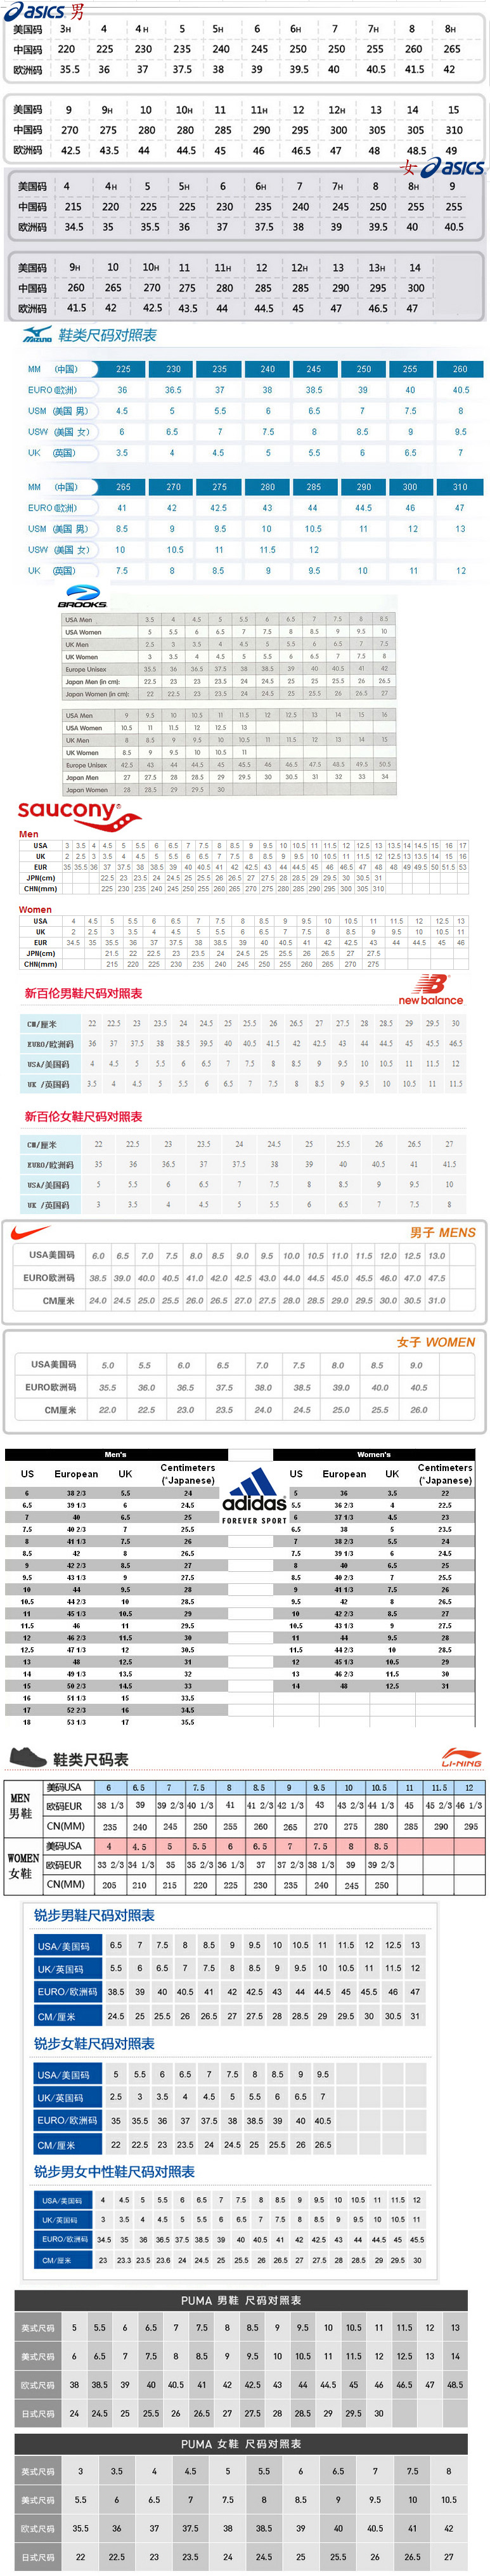 asics 男
美国码 3H 4 4H 5 5H 6 6H 7 7H 8 8H
中国码 220 225 230 235 240 245 250 250 255 260 265
欧洲码 35.5 36 37 37.5 38 39 39.5 40 40.5 41.5 42
美国码 9 9H 10 10H 11 11H 12 12H 13 14 15
中国码 270 275 280 280 285 290 295 300 305 305 310
欧洲码 42.5 43.5 44 44.5 45 46 46.5 47 48 48.5 49
女 asics
美国码 4 4H 5 5H 6 6H 7 7H 8 8H 9
中国码 215 220 225 225 230 235 240 245 250 255 255
欧洲码 34.5 35 35.5 36 37 37.5 38 39 39.5 40 40.5
美国码 9H 10 10H 11 11H 12 12H 13 13H 14
中国码 260 265 270 275 280 285 285 290 295 300
欧洲码 41.5 42 42.5 43.5 44 44.5 45 47 46.5 47
MIZUNO 鞋类尺码对照表
MM (中国) 225 230 235 240 245 250 255 260
EURO (欧洲) 36 36.5 37 38 38.5 39 40 40.5
USM (美国 男) 4.5 5 5.5 6 6.5 7 7.5 8
USW (美国 女) 6 6.5 7 7.5 8 8.5 9 9.5
UK (英国) 3.5 4 4.5 5 5.5 6 6.5 7
MM (中国) 265 270 275 280 285 290 300 310
EURO (欧洲) 41 42 42.5 43 44 44.5 46 47
USM (美国 男) 8.5 9 9.5 10 10.5 11 12 13
USW (美国 女) 10 10.5 11 11.5 12
UK (英国) 7.5 8 8.5 9 9.5 10 11 12
BROOKS
USA Men 3.5 4 4.5 5 5.5 6 6.5 7 7.5 8 8.5
USA Women 5 5.5 6 6.5 7 7.5 8 8.5 9 9.5 10
UK Men 2.5 3 3.5 4 4.5 5 5.5 6 6.5 7 7.5
UK Women 3 3.5 4 4.5 5 5.5 6 6.5 7 7.5 8
Europe Unisex 35.5 36 36.5 37.5 38 38.5 39 40 40.5 41 42
Japan Men (in cm): 22.5 23 23 23.5 24 24.5 25 25 25.5 26 26.5
Japan Women (in cm): 22 22.5 23 23.5 24 24.5 25 25.5 26 26.5 27
USA Men 9 9.5 10 10.5 11 11.5 12 12.5 13 14 15 16
USA Women 10.5 11 11.5 12 12.5 13
UK Men 8 8.5 9 9.5 10 10.5 11 11.5 12 13 14 15
UK Women 8.5 9 9.5 10 10.5 11
Europe Unisex 42.5 43 44 44.5 45 45.5 46 46.5 47.5 48.5 49.5 50.5
Japan Men 27 27.5 28 28.5 29 29.5 30 30.5 31 32 33 34
Japan Women 28 28.5 29 29.5 30
saucony
Men
USA 3 3.5 4 4.5 5 5.5 6 6.5 7 7.5 8 8.5 9 9.5 10 10.5 11 11.5 12 12.5 13 13.5 14 14.5 15 16 17
UK 2 2.5 3 3.5 4 4.5 5 5.5 6 6.5 7 7.5 8 8.5 9 9.5 10 10.5 11 11.5 12 12.5 13 13.5 14 15 16
EUR 35 35.5 36 37 37.5 38 38.5 39 40 40.5 41 42 42.5 43 44 44.5 45 46 46.5 47 48 48 49 49.5 50 51.5 53
JPN(cm) 22.5 23 23.5 24 24.5 25 25.5 26 26.5 27 27.5 28 28.5 29 29.5 30 30.5 31
CHN(mm) 225 230 235 240 245 250 255 260 265 270 275 280 285 290 295 300 305 310
Women
USA 4 4.5 5 5.5 6 6.5 7 7.5 8 8.5 9 9.5 10 10.5 11 11.5 12 12.5 13
UK 2 2.5 3 3.5 4 4.5 5 5.5 6 6.5 7 7.5 8 8.5 9 9.5 10 10.5 11
EUR 34.5 35 35.5 36 37 37.5 38 38.5 39 40 40.5 41 42 42.5 43 44 44.5 45 46
JPN(cm) 21.5 22 22.5 23 23.5 24 24.5 25 25.5 26 26.5 27 27.5
CHN(mm) 215 220 225 230 235 240 245 250 255 260 265 270 275
新百伦男鞋尺码对照表 new balance
CM/厘米 22 22.5 23 23.5 24 24.5 25 25.5 26 26.5 27 27.5 28 28.5 29 29.5 30
EURO/欧洲码 36 37 37.5 38 38.5 39.5 40 40.5 41.5 42 42.5 43 44 44.5 45 45.5 46.5
USA/美国码 4 4.5 5 5.5 6 6.5 7 7.5 8 8.5 9 9.5 10 10.5 11 11.5 12
UK /英国码 3.5 4 4.5 5 5.5 6 6.5 7 7.5 8 8.5 9 9.5 10 10.5 11 11.5
新百伦女鞋尺码对照表
CM/厘米 22 22.5 23 23.5 24 24.5 25 25.5 26 26.5 27
EURO/欧洲码 35 36 36.5 37 37.5 38 39 40 40.5 41 41.5
USA/美国码 5 5.5 6 6.5 7 7.5 8 8.5 9 9.5 10
UK /英国码 3 3.5 4 4.5 5 5.5 6 6.5 7 7.5 8
男子 MENS
USA美国码 6.0 6.5 7.0 7.5 8.0 8.5 9.0 9.5 10.0 10.5 11.0 11.5 12.0 12.5 13.0
EURO欧洲码 38.5 39.0 40.0 40.5 41.0 42.0 42.5 43.0 44.0 44.5 45.0 45.5 46.0 47.0 47.5
CM厘米 24.0 24.5 25.0 25.5 26.0 26.5 27.0 27.5 28.0 28.5 29.0 29.5 30.0 30.5 31.0
女子 WOMEN
USA美国码 5.0 5.5 6.0 6.5 7.0 7.5 8.0 8.5 9.0
EURO欧洲码 35.5 36.0 36.5 37.5 38.0 38.5 39.0 40.0 40.5
CM厘米 22.0 22.5 23.0 23.5 24.0 24.5 25.0 25.5 26.0
Men's Women's
US European UK Centimeters (*Japanese) adidas FOREVER SPORT US European UK Centimeters (*Japanese)
6 38 2/3 5.5 24 5 36 3.5 22
6.5 39 1/3 6 24.5 5.5 36 2/3 4 22.5
7 40 6.5 25 6 37 1/3 4.5 23
7.5 40 2/3 7 25.5 6.5 38 5 23.5
8 41 1/3 7.5 26 7 38 2/3 5.5 24
8.5 42 8 26.5 7.5 39 1/3 6 24.5
9 42 2/3 8.5 27 8 40 6.5 25
9.5 43 1/3 9 27.5 8.5 40 2/3 7 25.5
10 44 9.5 28 9 41 1/3 7.5 26
10.5 44 2/3 10 28.5 9.5 42 8 26.5
11 45 1/3 10.5 29 10 42 2/3 8.5 27
11.5 46 11 29.5 10.5 43 1/3 9 27.5
12 46 2/3 11.5 30 11 44 9.5 28
12.5 47 1/3 12 30.5 11.5 44 2/3 10 28.5
13 48 12.5 31 12 45 1/3 10.5 29
14 49 1/3 13.5 32 13 46 2/3 11.5 30
15 50 2/3 14.5 33 14 48 12.5 31
16 51 1/3 15 33.5
17 52 2/3 16 34.5
18 53 1/3 17 35.5
鞋类尺码表 LI-NING
MEN 男鞋
美码USA 6 6.5 7 7.5 8 8.5 9 9.5 10 10.5 11 11.5 12
欧码EUR 38 1/3 39 39 2/3 40 1/3 41 41 2/3 42 1/3 43 43 2/3 44 1/3 45 45 2/3 46 1/3
CN(MM) 235 240 245 250 255 260 265 270 275 280 285 290 295
WOMEN 女鞋
美码USA 4 4.5 5 5.5 6 6.5 7 7.5 8 8.5
欧码EUR 33 2/3 34 1/3 35 35 2/3 36 1/3 37 37 2/3 38 1/3 39 39 2/3
CN(MM) 205 210 215 220 225 230 235 240 245 250
锐步男鞋尺码对照表
USA/美国码 6.5 7 7.5 8 8.5 9 9.5 10 10.5 11 11.5 12 12.5 13
UK/英国码 5.5 6 6.5 7 7.5 8 8.5 9 9.5 10 10.5 11 11.5 12
EURO/欧洲码 38.5 39 40 40.5 41 42 42.5 43 44 44.5 45 45.5 46 47
CM/厘米 24.5 25 25.5 26 26.5 27 27.5 28 28.5 29 29.5 30 30.5 31
锐步女鞋尺码对照表
USA/美国码 5 5.5 6 6.5 7 7.5 8 8.5 9 9.5
UK/英国码 2.5 3 3.5 4 4.5 5 5.5 6 6.5 7
EURO/欧洲码 35 35.5 36 37 37.5 38 38.5 39 40 40.5
CM/厘米 22 22.5 23 23.5 24 24.5 25 25.5 26 26.5
锐步男女中性鞋尺码对照表
USA/美国码 4 4.5 5 5.5 6 6.5 7 7.5 8 8.5 9 9.5 10 10.5 11 11.5 12
UK/英国码 3 3.5 4 4.5 5 5.5 6 6.5 7 7.5 8 8.5 9 9.5 10 10.5 11
EURO/欧洲码 34.5 35 36 36.5 37.5 38.5 39 40 40.5 41 42 42.5 43 44 44.5 45 45.5
CM/厘米 23 23.3 23.5 23.6 24 24.5 25 25.5 26 26.5 27 27.5 28 28.5 29 29.5 30
PUMA 男鞋 尺码对照表
英式尺码 5 5.5 6 6.5 7 7.5 8 8.5 9 9.5 10 10.5 11 11.5 12 13
美式尺码 6 6.5 7 7.5 8 8.5 9 9.5 10 10.5 11 11.5 12 12.5 13 14
欧式尺码 38 38.5 39 40 40.5 41 42 42.5 43 44 44.5 45 46 46.5 47 48.5
日式尺码 24 24.5 25 25.5 26 26.5 27 27.5 28 28.5 29 29.5 30
PUMA 女鞋 尺码对照表
英式尺码 3 3.5 4 4.5 5 5.5 6 6.5 7 7.5 8
美式尺码 5.5 6 6.5 7 7.5 8 8.5 9 9.5 10 10.5
欧式尺码 35.5 36 37 37.5 38 38.5 39 40 40.5 41 42
日式尺码 22 22.5 23 23.5 24 24.5 25 25.5 26 26.5 27